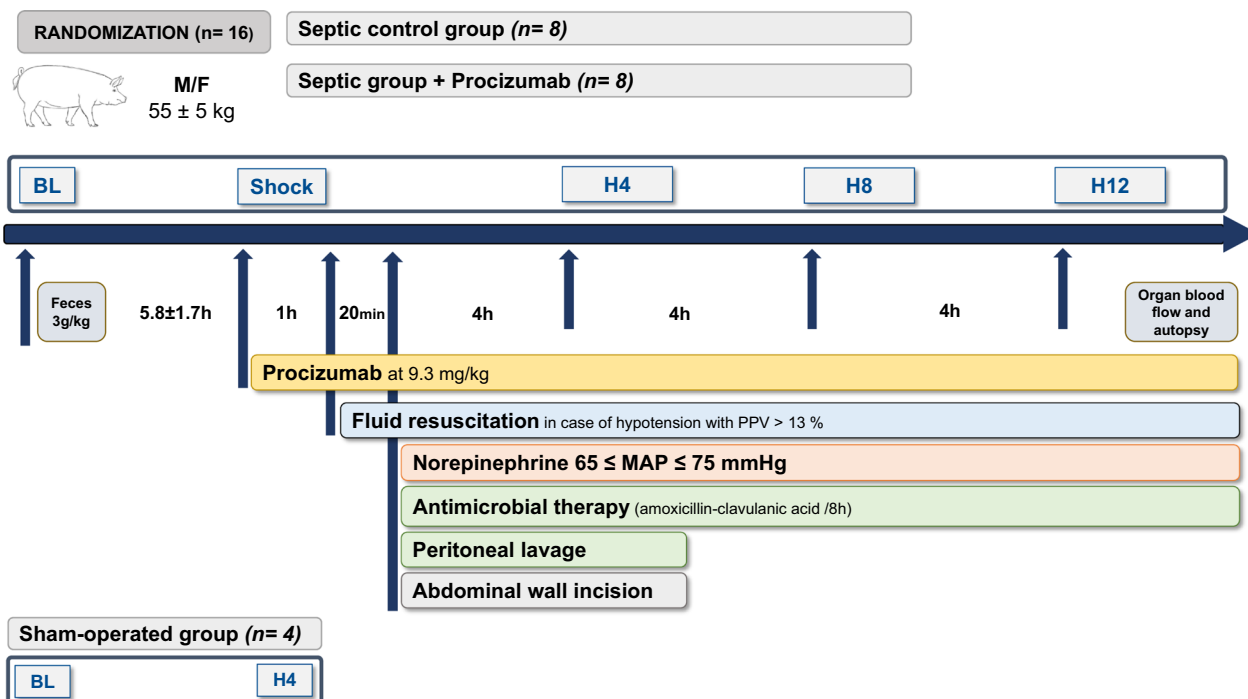 RANDOMIZATION (n= 16)
Septic control group (n= 8)
Septic group + Procizumab (n= 8)
M/F
55 ± 5 kg
BL
Shock
H4
H8
H12
Feces
3g/kg
5.8±1.7h
1h
20min
4h
4h
4h
Organ blood
flow and
autopsy
Procizumab at 9.3 mg/kg
Fluid resuscitation in case of hypotension with PPV > 13 %
Norepinephrine 65 ≤ MAP ≤ 75 mmHg
Antimicrobial therapy (amoxicillin-clavulanic acid /8h)
Peritoneal lavage
Abdominal wall incision
Sham-operated group (n= 4)
BL
H4